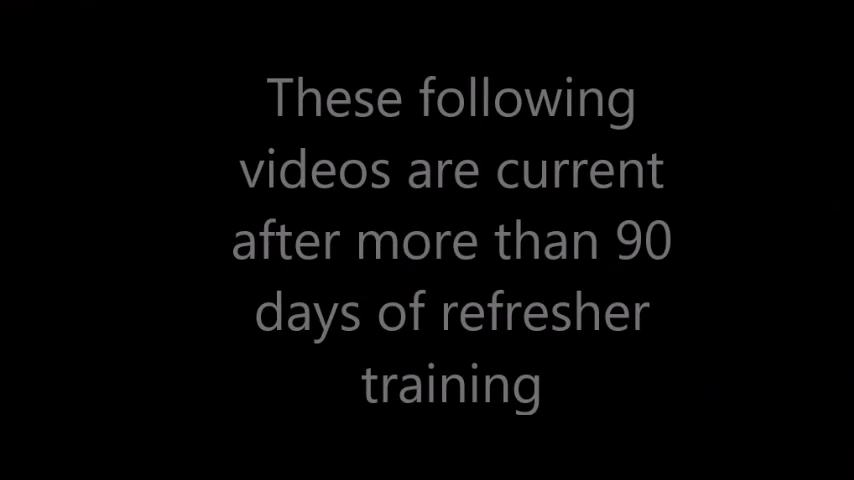 These following
videos are current
after more than 90
days of refresher
training